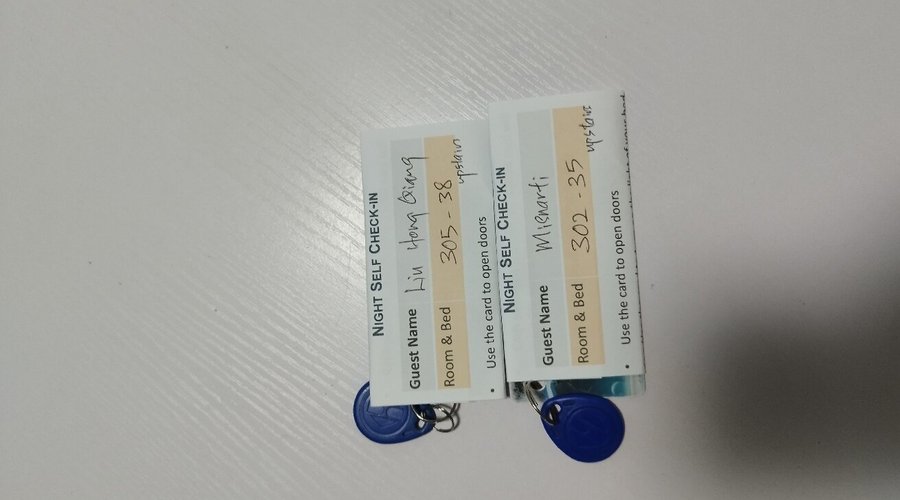 NIGHT SELF CHECK-IN
Guest Name Liu Hong Qiang
Room & Bed 305 - 38 upstairs
• Use the card to open doors
NIGHT SELF CHECK-IN
Guest Name Misnarti
Room & Bed 302 - 35 upstairs
• Use the card to open doors